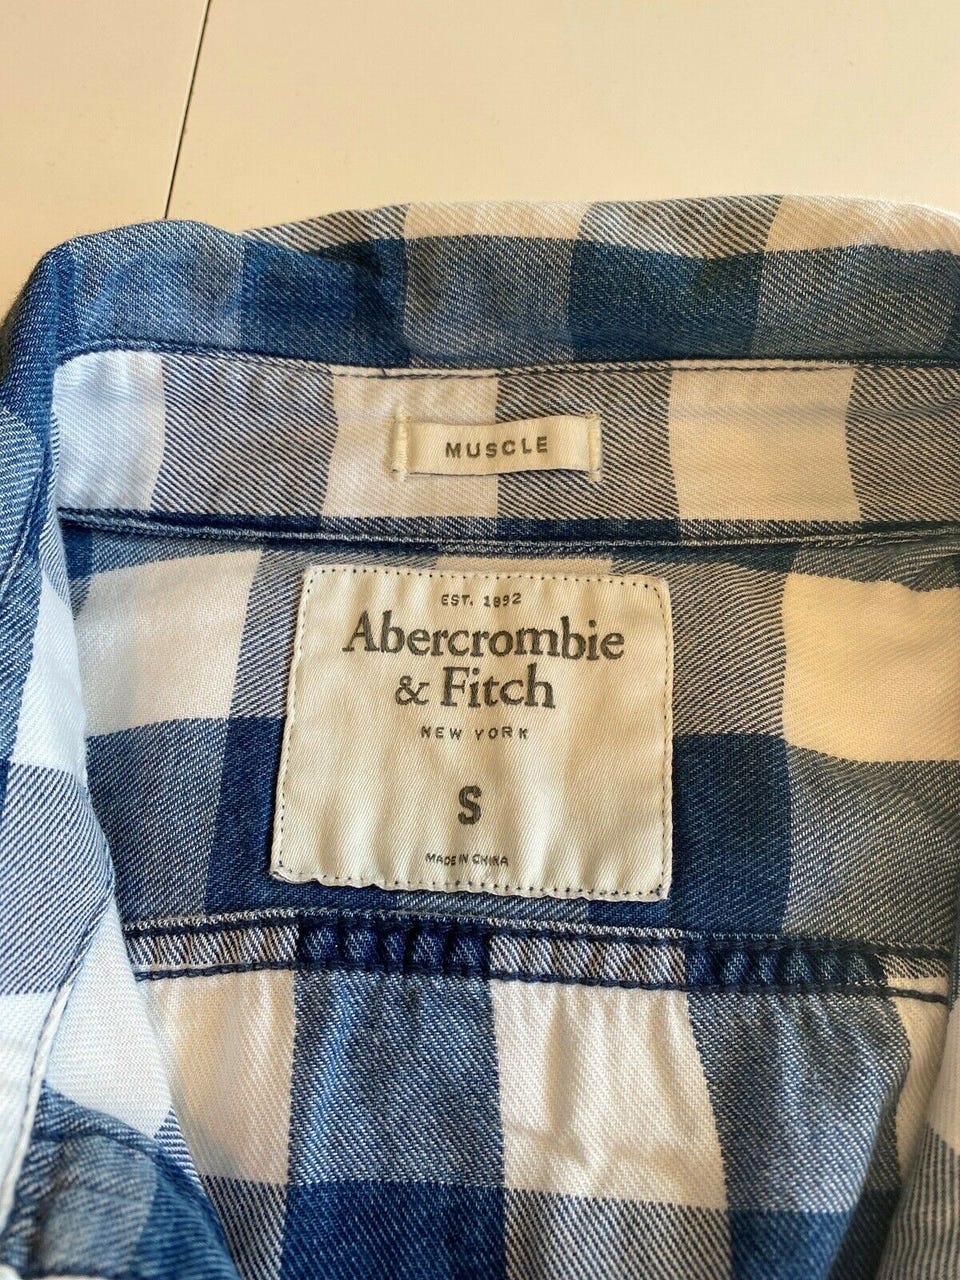 MUSCLE
EST. 1892
Abercrombie
& Fitch
NEW YORK
S
MADE IN CHINA